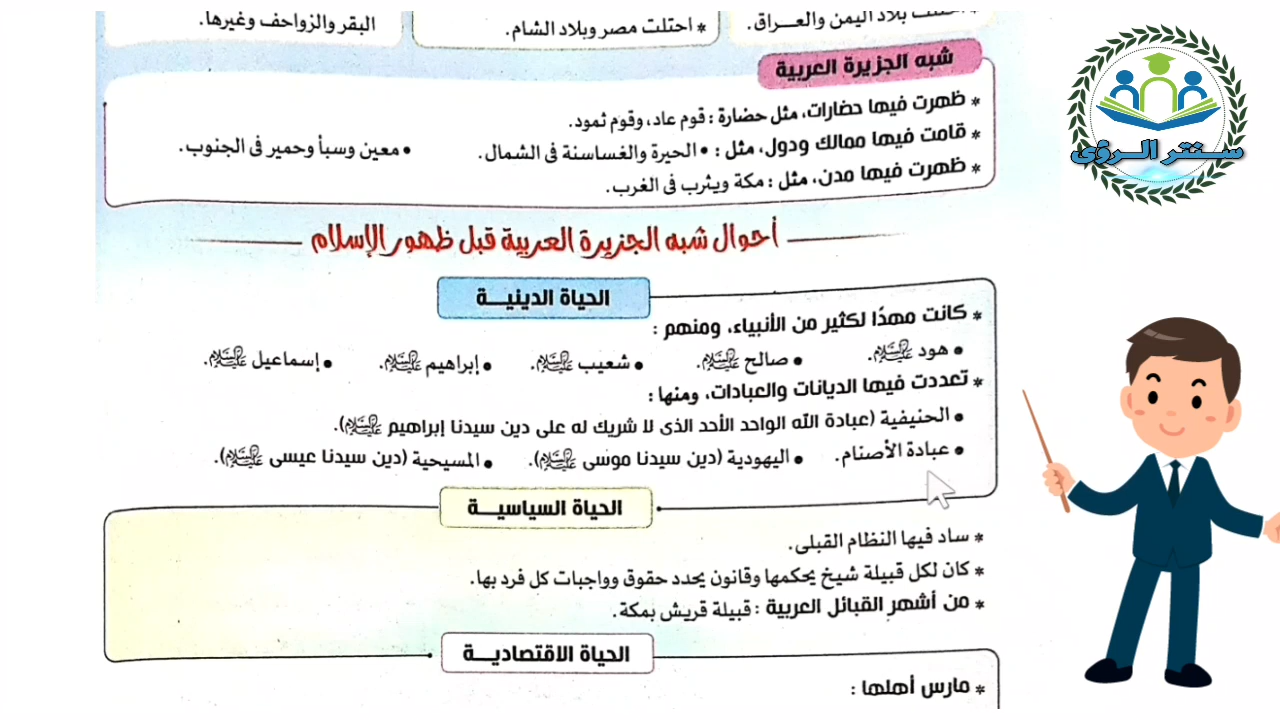 بلاد اليمن والعـــراق.
* احتلت مصر وبلاد الشام.
البقر والزواحف وغيرها.
شبه الجزيرة العربية
* ظهرت فيها حضارات، مثل حضارة : قوم عاد، وقوم ثمود.
* قامت فيها ممالك ودول، مثل : • الحيرة والغساسنة فى الشمال. • معين وسبأ وحمير فى الجنوب.
* ظهرت فيها مدن، مثل : مكة ويثرب فى الغرب.
أحوال شبه الجزيرة العربية قبل ظهور الإسلام
الحياة الدينيـــة
* كانت مهدًا لكثير من الأنبياء، ومنهم :
• هود عليه السلام. • صالح عليه السلام. • شعيب عليه السلام. • إبراهيم عليه السلام. • إسماعيل عليه السلام.
* تعددت فيها الديانات والعبادات، ومنها :
• الحنيفية (عبادة الله الواحد الأحد الذى لا شريك له على دين سيدنا إبراهيم عليه السلام).
• عبادة الأصنام. • اليهودية (دين سيدنا موسى عليه السلام). • المسيحية (دين سيدنا عيسى عليه السلام).
الحياة السياسيـــة
* ساد فيها النظام القبلى.
* كان لكل قبيلة شيخ يحكمها وقانون يحدد حقوق وواجبات كل فرد بها.
* من أشهر القبائل العربية : قبيلة قريش بمكة.
الحياة الاقتصاديـــة
* مارس أهلها :
سـنتر الـرؤى